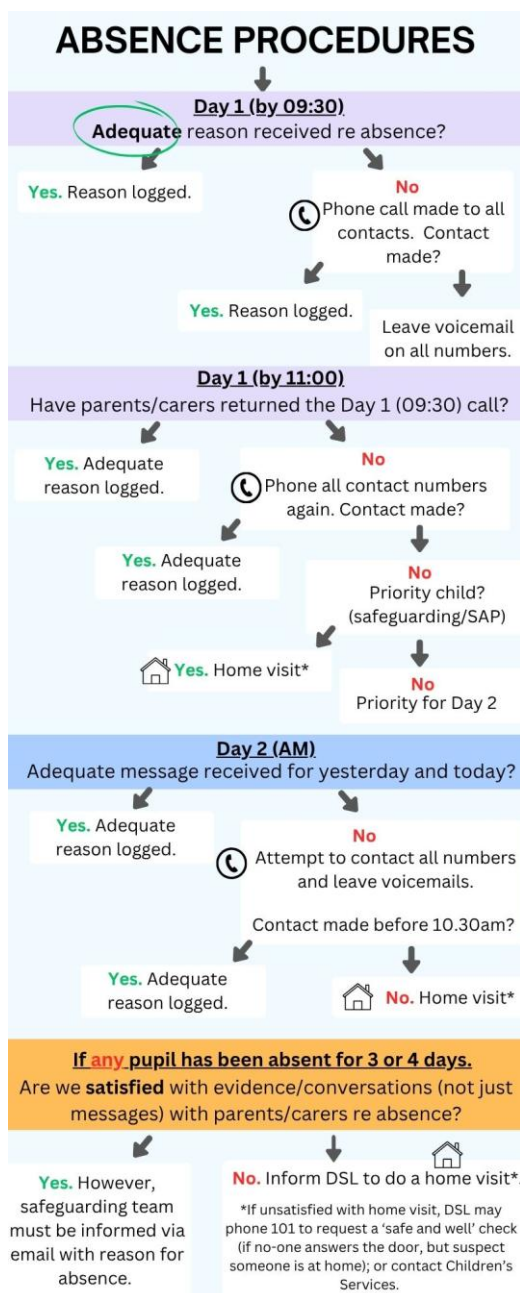 ABSENCE PROCEDURES
Day 1 (by 09:30)
Adequate reason received re absence?
Yes. Reason logged.
No
Phone call made to all
contacts. Contact
made?
Yes. Reason logged.
Leave voicemail
on all numbers.
Day 1 (by 11:00)
Have parents/carers returned the Day 1 (09:30) call?
Yes. Adequate
reason logged.
No
Phone all contact numbers
again. Contact made?
Yes. Adequate
reason logged.
No
Priority child?
(safeguarding/SAP)
Yes. Home visit*
No
Priority for Day 2
Day 2 (AM)
Adequate message received for yesterday and today?
Yes. Adequate
reason logged.
No
Attempt to contact all numbers
and leave voicemails.
Contact made before 10.30am?
Yes. Adequate
reason logged.
No. Home visit*
If any pupil has been absent for 3 or 4 days.
Are we satisfied with evidence/conversations (not just
messages) with parents/carers re absence?
Yes. However,
safeguarding team
must be informed via
email with reason for
absence.
No. Inform DSL to do a home visit*.
*If unsatisfied with home visit, DSL may
phone 101 to request a ‘safe and well’ check
(if no-one answers the door, but suspect
someone is at home); or contact Children's
Services.